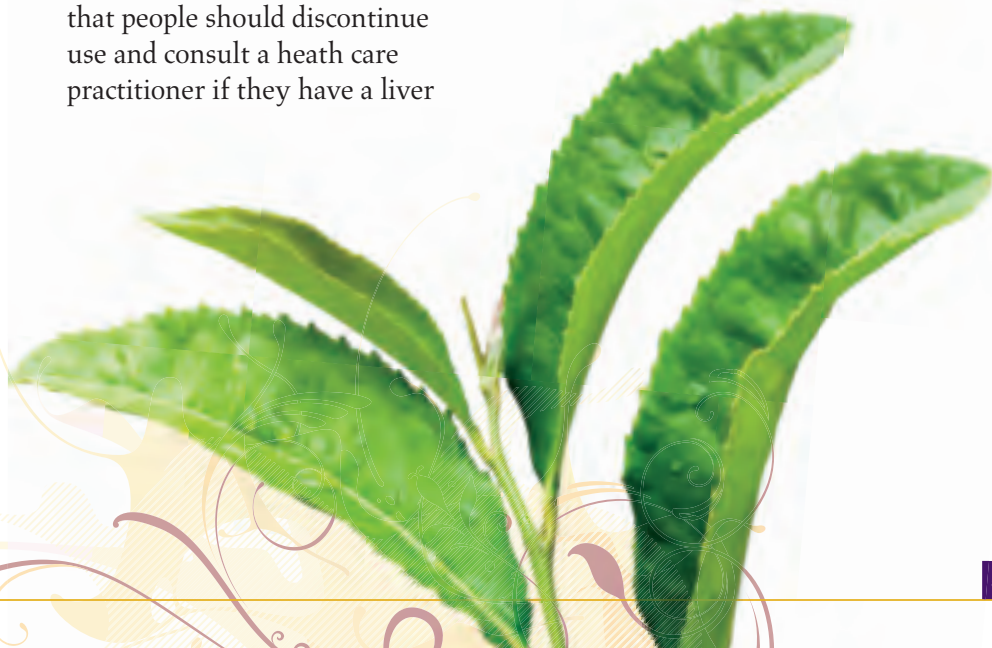 that people should discontinue
use and consult a heath care
practitioner if they have a liver